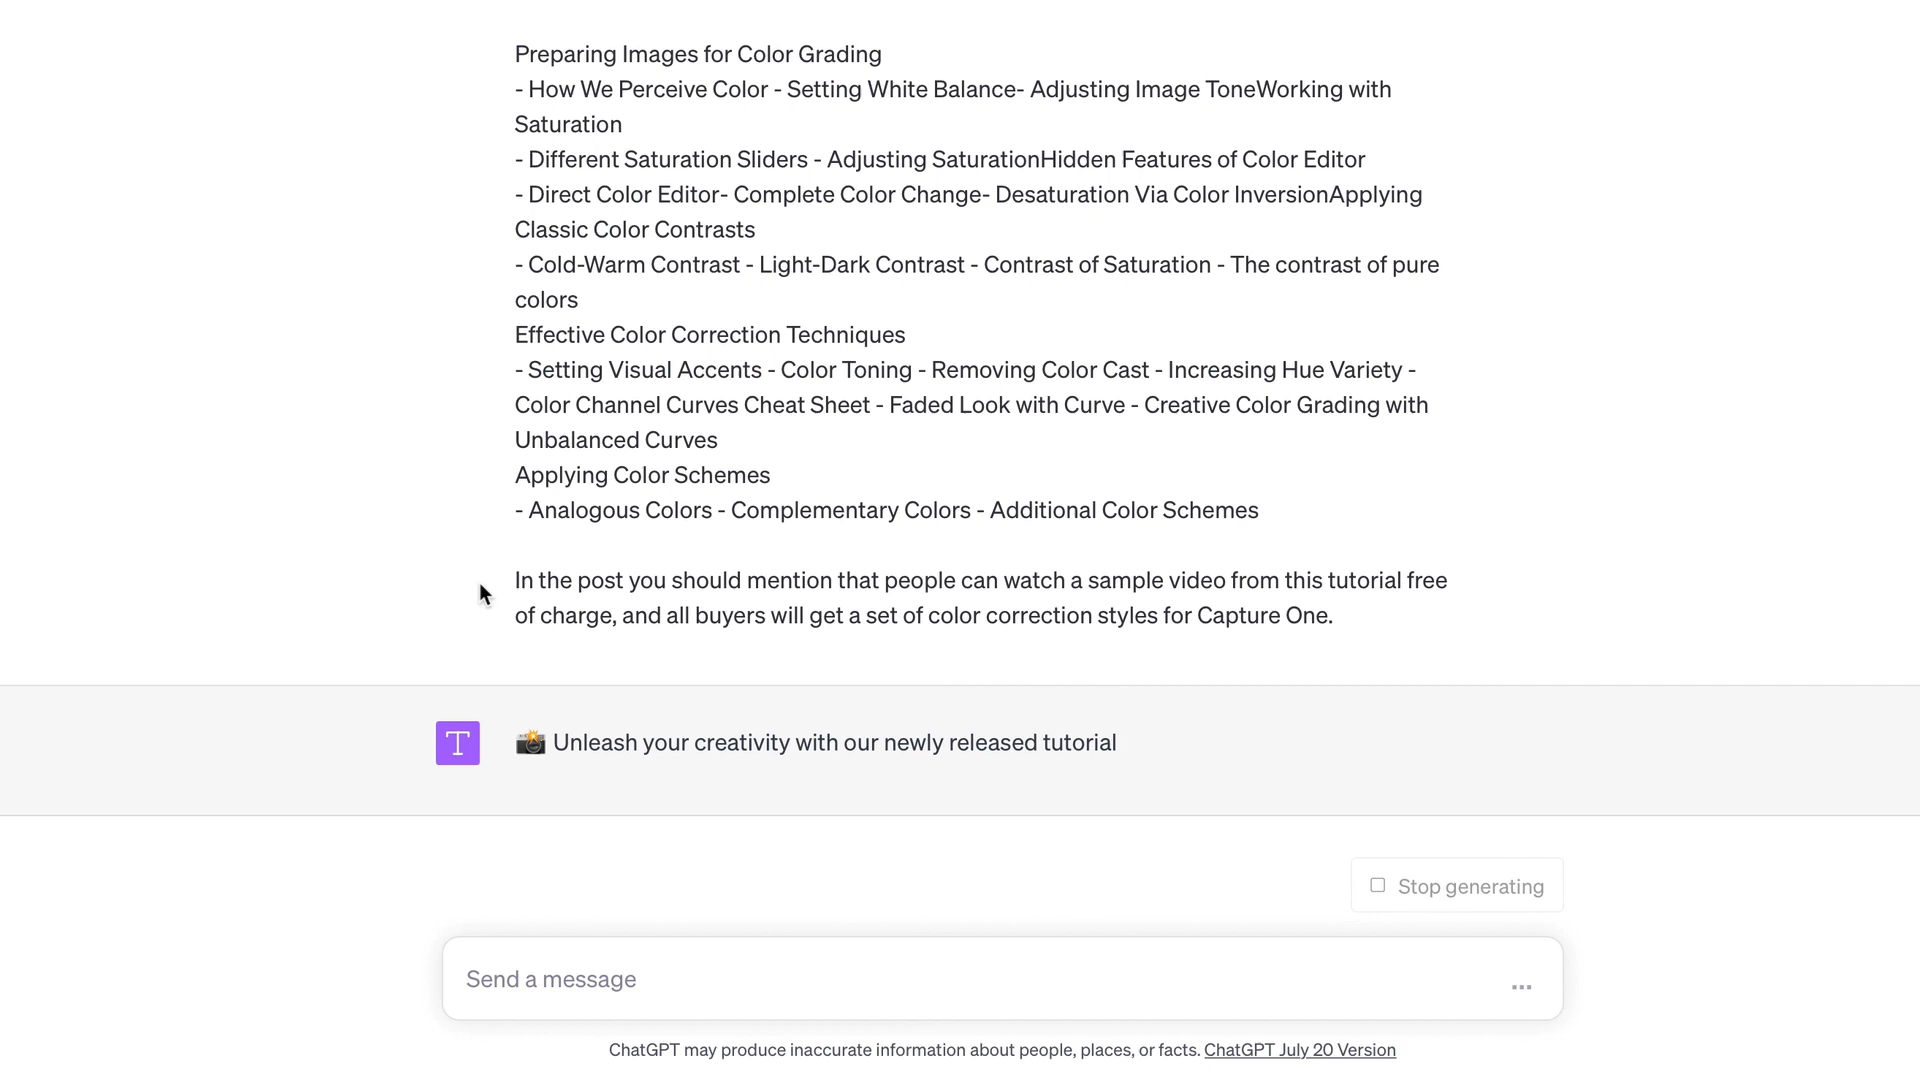 Preparing Images for Color Grading
- How We Perceive Color - Setting White Balance- Adjusting Image ToneWorking with
Saturation
- Different Saturation Sliders - Adjusting SaturationHidden Features of Color Editor
- Direct Color Editor- Complete Color Change- Desaturation Via Color InversionApplying
Classic Color Contrasts
- Cold-Warm Contrast - Light-Dark Contrast - Contrast of Saturation - The contrast of pure
colors
Effective Color Correction Techniques
- Setting Visual Accents - Color Toning - Removing Color Cast - Increasing Hue Variety -
Color Channel Curves Cheat Sheet - Faded Look with Curve - Creative Color Grading with
Unbalanced Curves
Applying Color Schemes
- Analogous Colors - Complementary Colors - Additional Color Schemes
In the post you should mention that people can watch a sample video from this tutorial free
of charge, and all buyers will get a set of color correction styles for Capture One.
T
📸 Unleash your creativity with our newly released tutorial
Stop generating
Send a message
ChatGPT may produce inaccurate information about people, places, or facts. ChatGPT July 20 Version